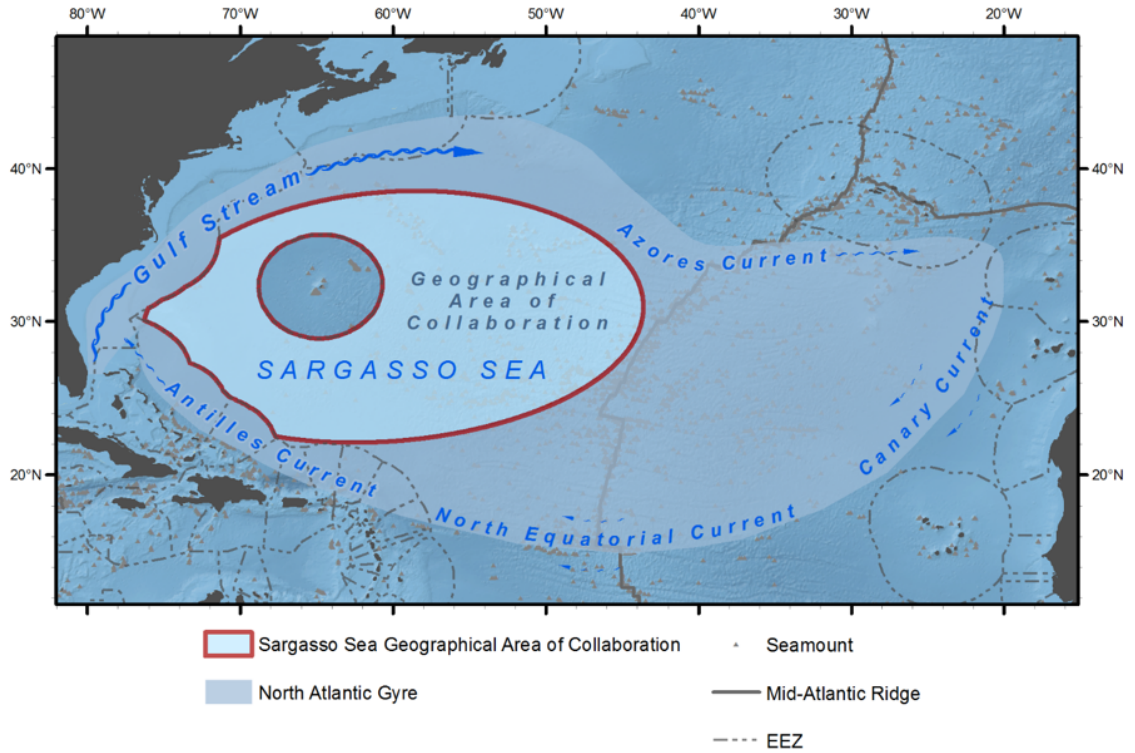 80°W 70°W 60°W 50°W 40°W 30°W 20°W
40°N 40°N
Gulf Stream
Azores Current
Geographical
Area of
Collaboration
30°N 30°N
SARGASSO SEA
Antilles Current
Canary Current
20°N 20°N
North Equatorial Current
Sargasso Sea Geographical Area of Collaboration
Seamount
North Atlantic Gyre
Mid-Atlantic Ridge
EEZ